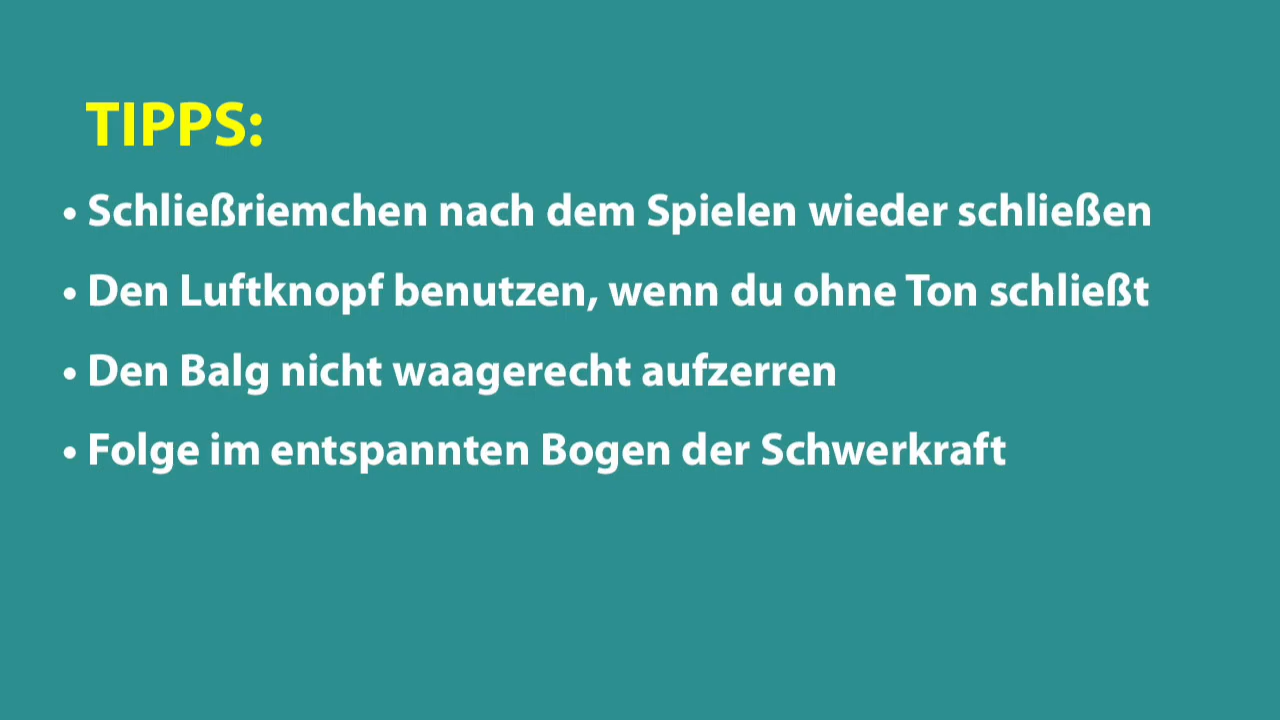 TIPPS:
• Schließriemchen nach dem Spielen wieder schließen
• Den Luftknopf benutzen, wenn du ohne Ton schließt
• Den Balg nicht waagerecht aufzerren
• Folge im entspannten Bogen der Schwerkraft